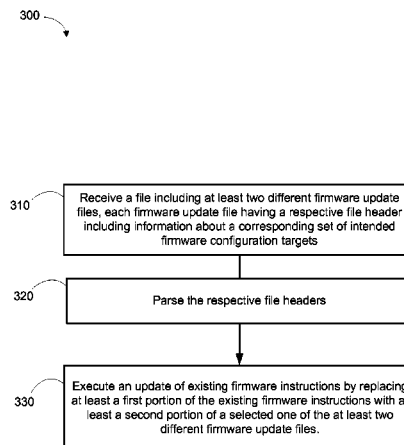 300
310
Receive a file including at least two different firmware update
files, each firmware update file having a respective file header
including information about a corresponding set of intended
firmware configuration targets
320
Parse the respective file headers
330
Execute an update of existing firmware instructions by replacing
at least a first portion of the existing firmware instructions with a
least a second portion of a selected one of the at least two
different firmware update files.